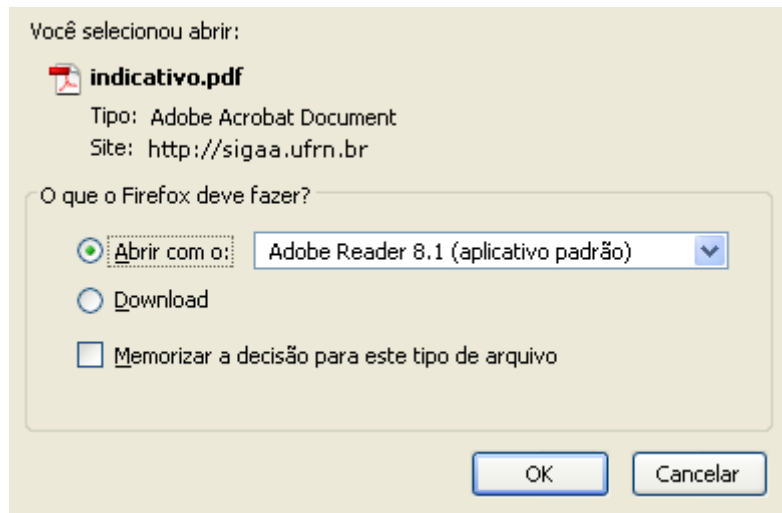 Você selecionou abrir:
indicativo.pdf
Tipo: Adobe Acrobat Document
Site: http://sigaa.ufrn.br
O que o Firefox deve fazer?
Abrir com o: Adobe Reader 8.1 (aplicativo padrão)
Download
Memorizar a decisão para este tipo de arquivo
OK Cancelar